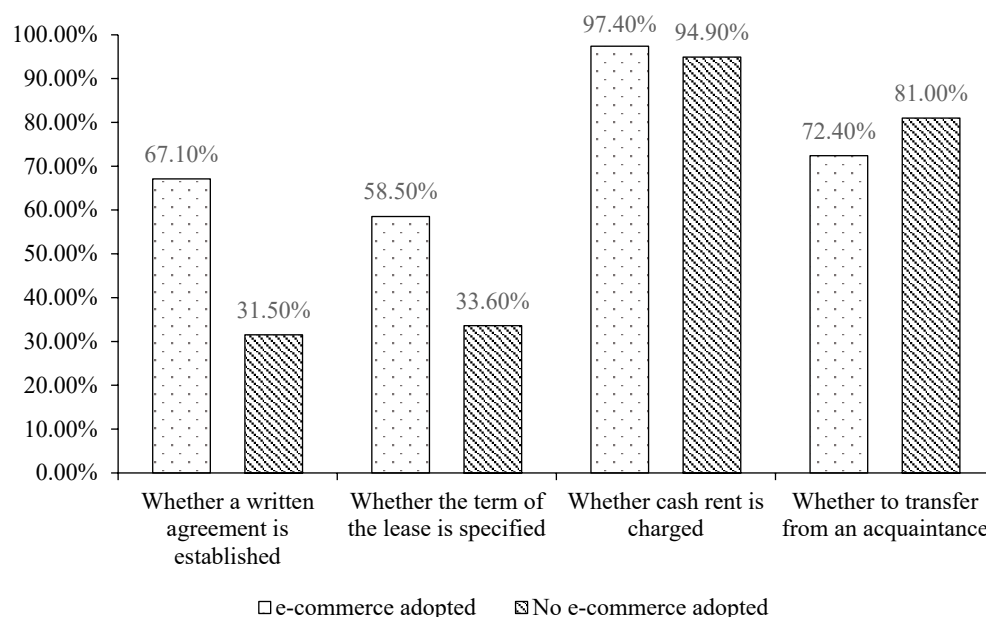 100.00%
90.00%
80.00%
70.00%
60.00%
50.00%
40.00%
30.00%
20.00%
10.00%
0.00%
67.10%
31.50%
58.50%
33.60%
97.40%
94.90%
72.40%
81.00%
Whether a written
agreement is
established
Whether the term of
the lease is specified
Whether cash rent is
charged
Whether to transfer
from an acquaintance
e-commerce adopted
No e-commerce adopted